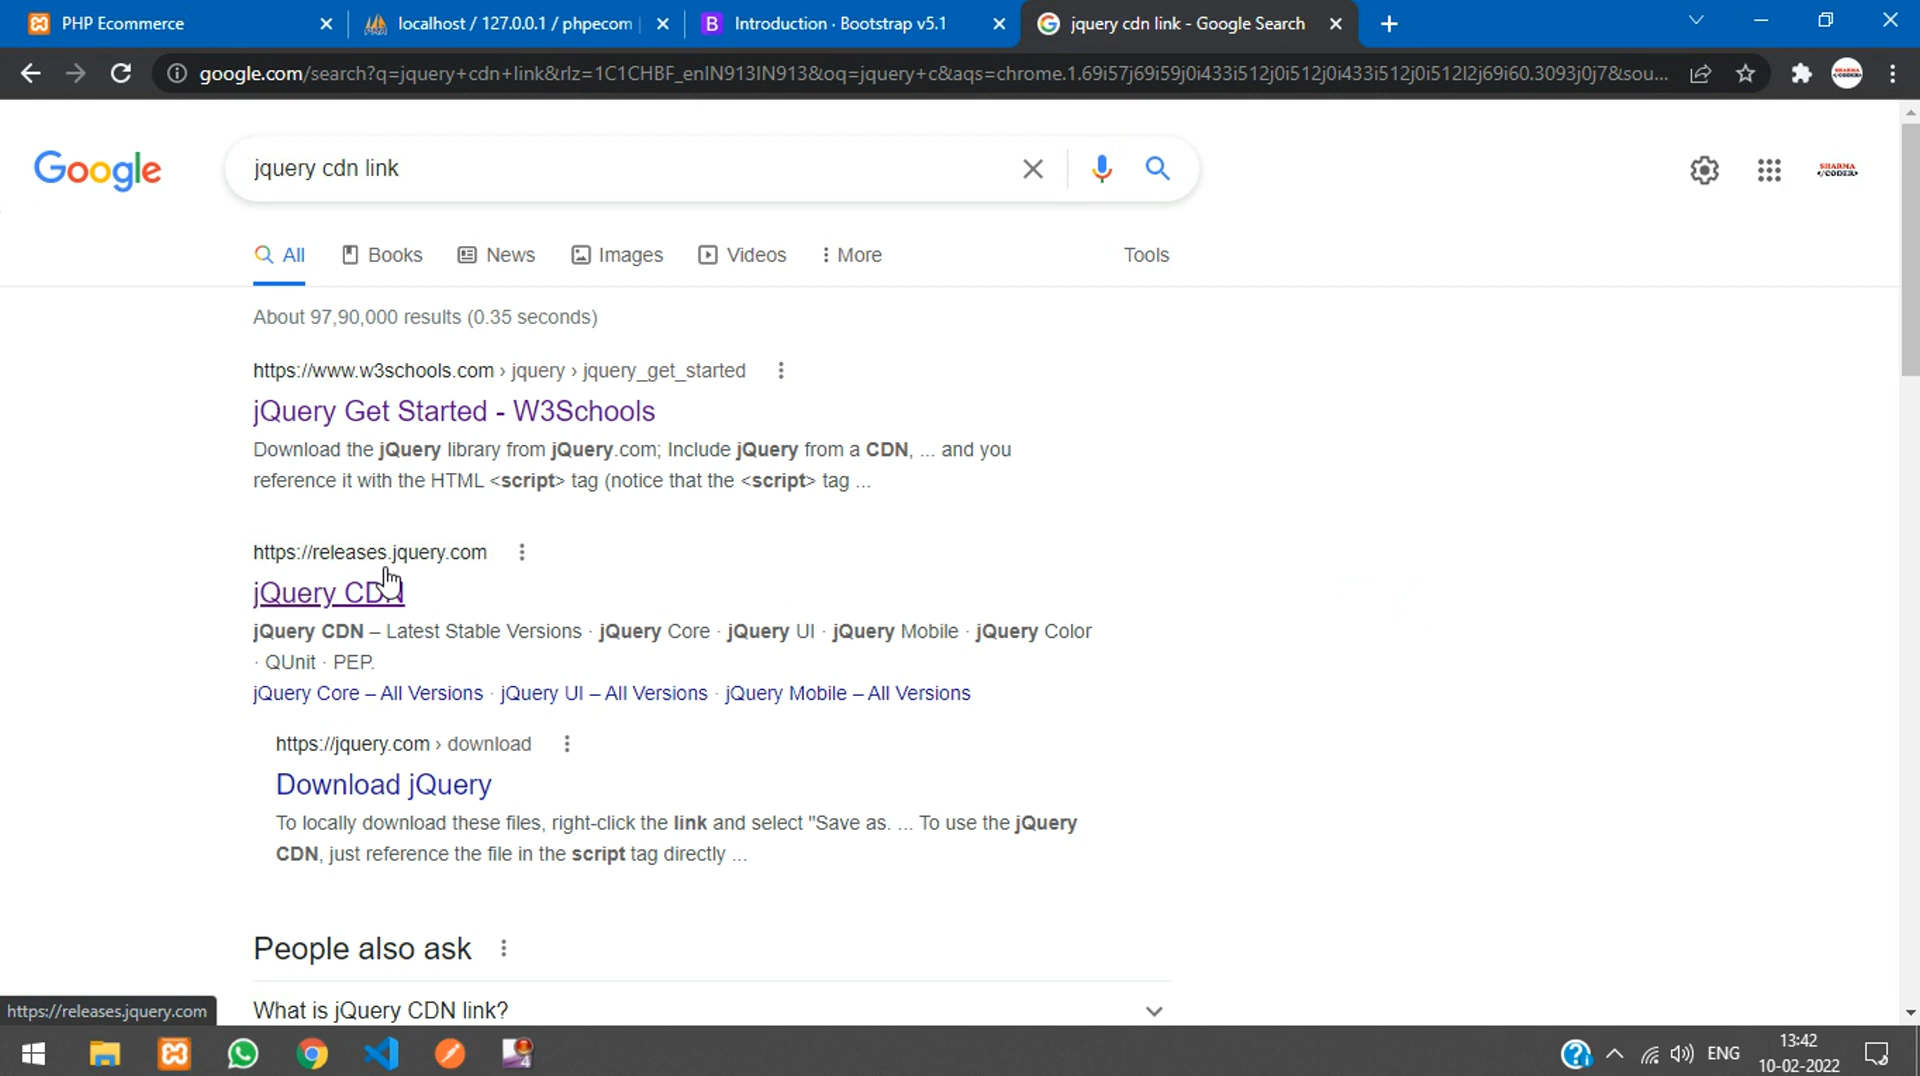 PHP Ecommerce
localhost / 127.0.0.1 / phpecom
Introduction · Bootstrap v5.1
jquery cdn link - Google Search
google.com/search?q=jquery+cdn+link&rlz=1C1CHBF_enIN913IN913&oq=jquery+c&aqs=chrome.1.69i57j69i59j0i433i512j0i512j0i433i512j0i512l2j69i60.3093j0j7&sou...
Google
jquery cdn link
SHARMA
</CODER>
All
Books
News
Images
Videos
More
Tools
About 97,90,000 results (0.35 seconds)
https://www.w3schools.com › jquery › jquery_get_started
jQuery Get Started - W3Schools
Download the jQuery library from jQuery.com; Include jQuery from a CDN, ... and you
reference it with the HTML <script> tag (notice that the <script> tag ...
https://releases.jquery.com
jQuery CDN
jQuery CDN – Latest Stable Versions · jQuery Core · jQuery UI · jQuery Mobile · jQuery Color
· QUnit · PEP.
jQuery Core – All Versions · jQuery UI – All Versions · jQuery Mobile – All Versions
https://jquery.com › download
Download jQuery
To locally download these files, right-click the link and select "Save as. ... To use the jQuery
CDN, just reference the file in the script tag directly ...
People also ask
What is jQuery CDN link?
https://releases.jquery.com
ENG
13:42
10-02-2022